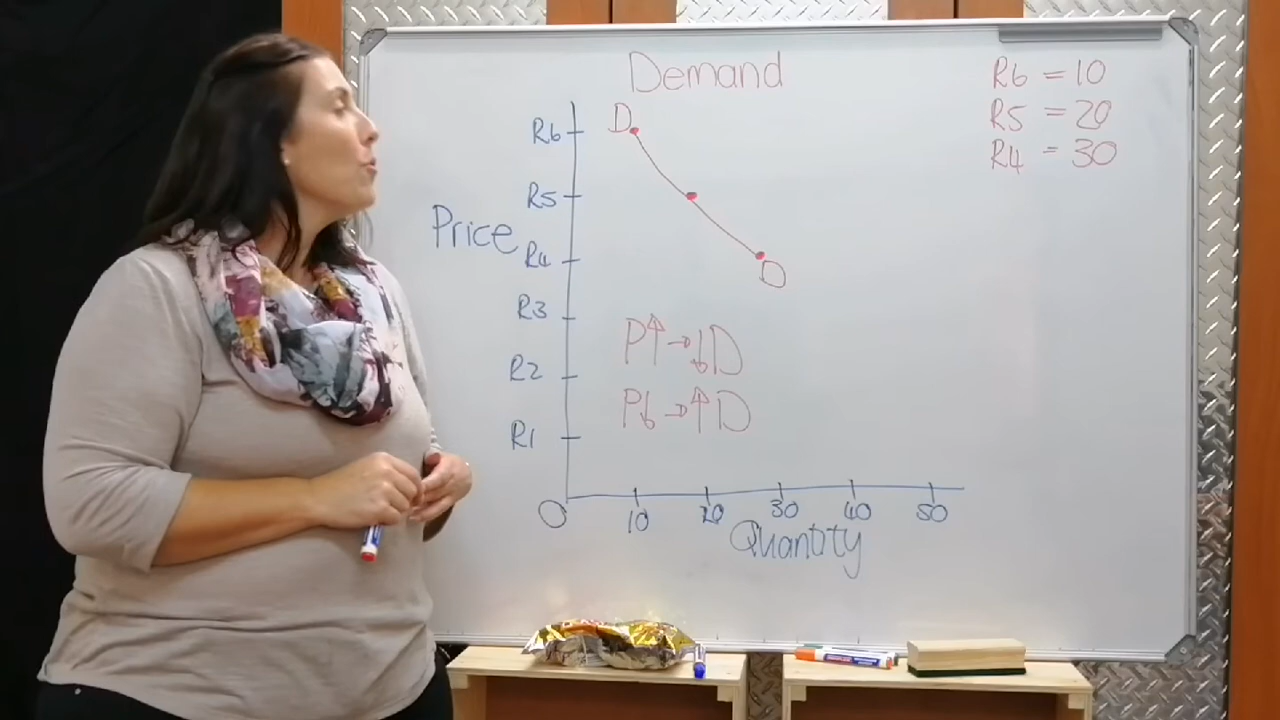 Demand
R6 = 10
R5 = 20
R4 = 30
D
R6
R5
Price
R4
D
R3
P↑→↓D
R2
P↓→↑D
R1
O
10 20 30 40 50
Quantity